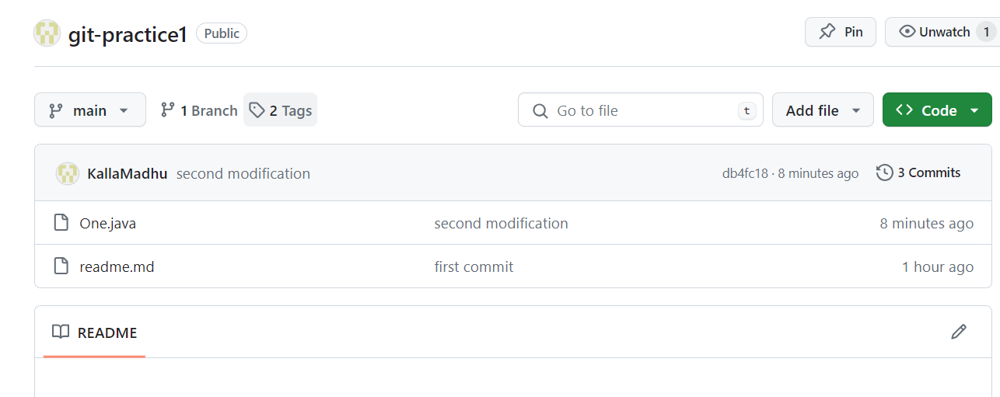 git-practice1 Public Pin Unwatch 1
main 1 Branch 2 Tags Go to file t Add file Code
KallaMadhu second modification db4fc18 · 8 minutes ago 3 Commits
One.java second modification 8 minutes ago
readme.md first commit 1 hour ago
README